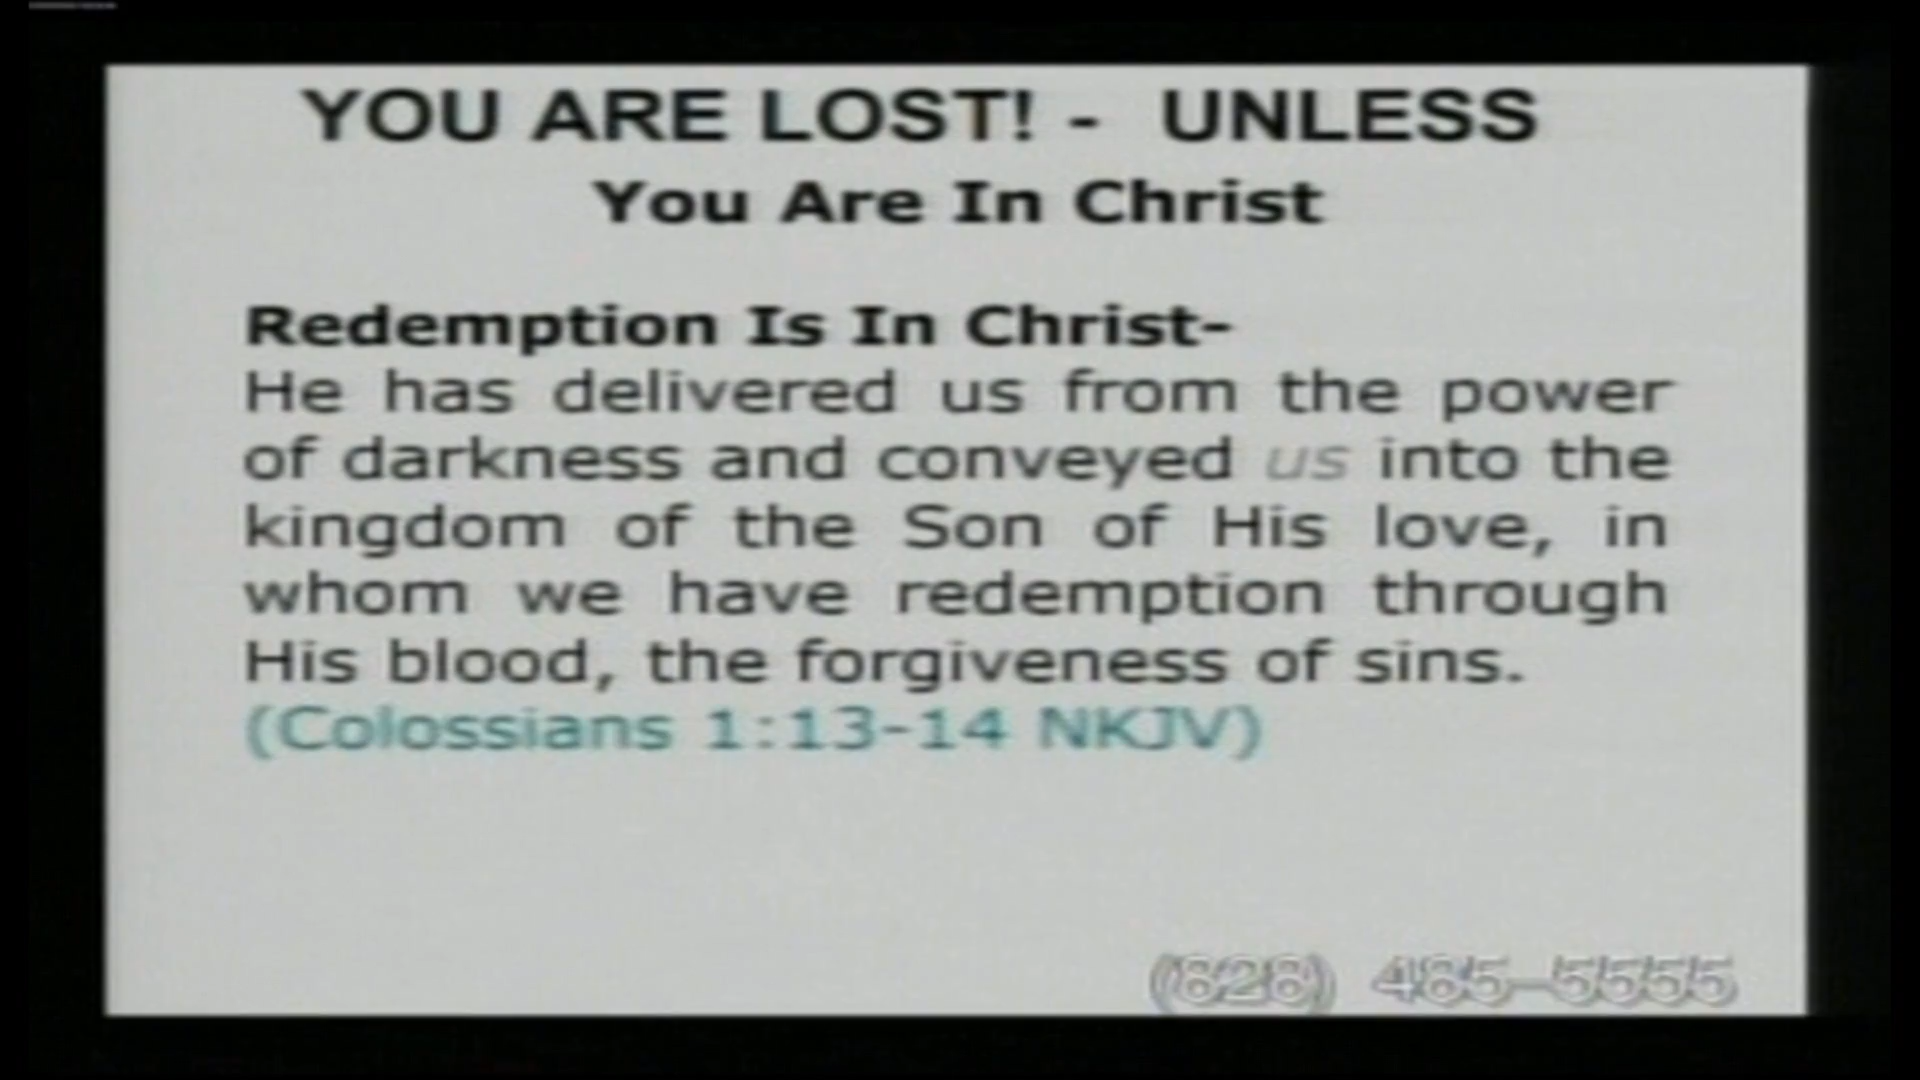 YOU ARE LOST! - UNLESS
You Are In Christ
Redemption Is In Christ-
He has delivered us from the power
of darkness and conveyed us into the
kingdom of the Son of His love, in
whom we have redemption through
His blood, the forgiveness of sins.
(Colossians 1:13-14 NKJV)
(828) 485-5555